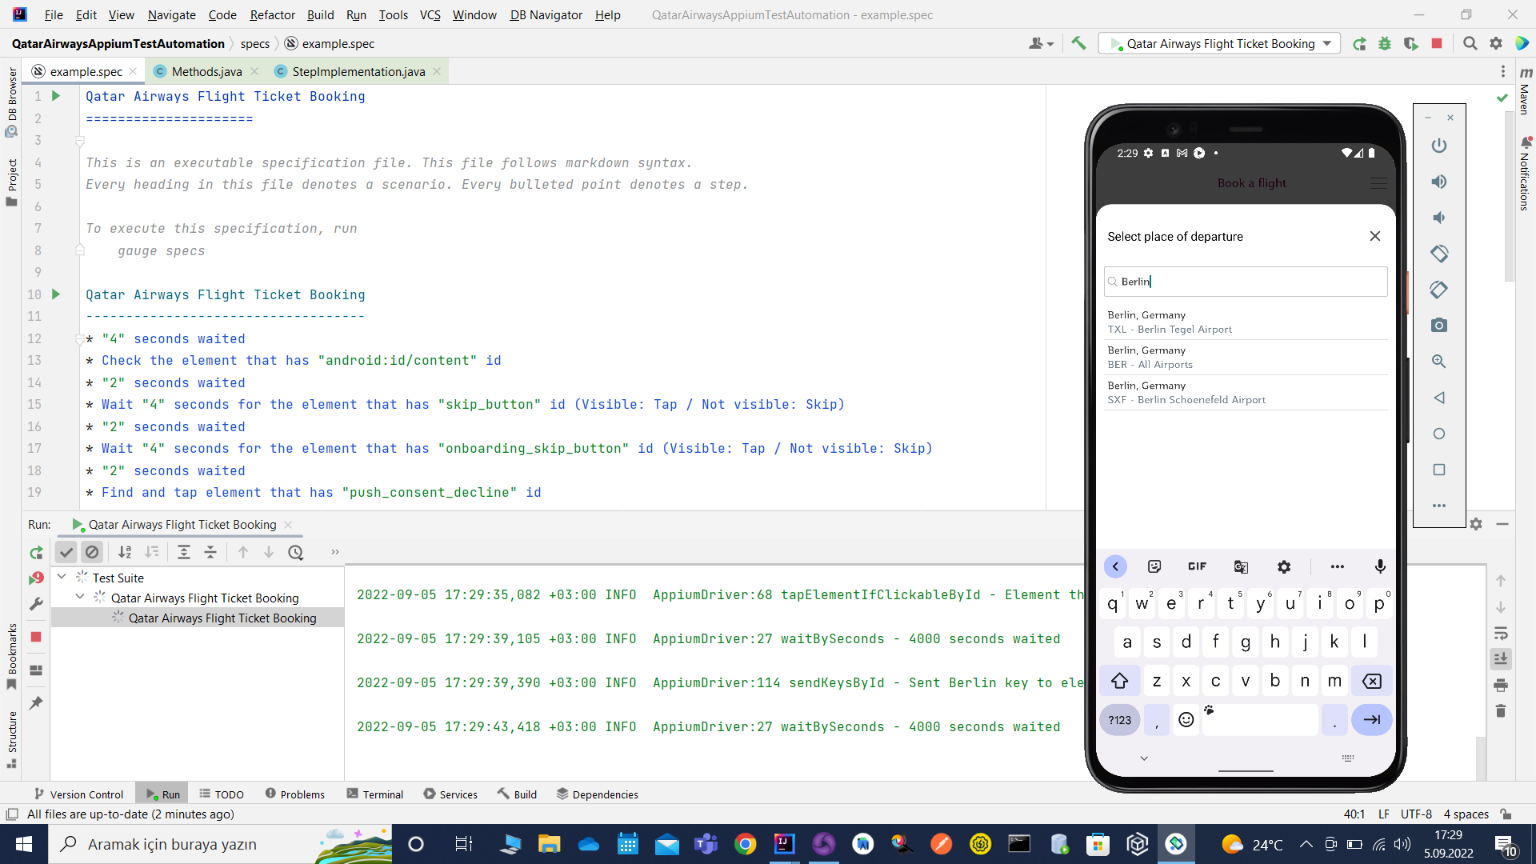 File Edit View Navigate Code Refactor Build Run Tools VCS Window DB Navigator Help QatarAirwaysAppiumTestAutomation - example.spec
QatarAirwaysAppiumTestAutomation specs example.spec
Qatar Airways Flight Ticket Booking
example.spec Methods.java StepImplementation.java
DB Browser
Project
Bookmarks
Structure
Maven
Notifications
1 Qatar Airways Flight Ticket Booking
2 =====================
3
4 This is an executable specification file. This file follows markdown syntax.
5 Every heading in this file denotes a scenario. Every bulleted point denotes a step.
6
7 To execute this specification, run
8 gauge specs
9
10 Qatar Airways Flight Ticket Booking
11 -----------------------------------
12 * "4" seconds waited
13 * Check the element that has "android:id/content" id
14 * "2" seconds waited
15 * Wait "4" seconds for the element that has "skip_button" id (Visible: Tap / Not visible: Skip)
16 * "2" seconds waited
17 * Wait "4" seconds for the element that has "onboarding_skip_button" id (Visible: Tap / Not visible: Skip)
18 * "2" seconds waited
19 * Find and tap element that has "push_consent_decline" id
2:29
Book a flight
Select place of departure
Berlin
Berlin, Germany
TXL - Berlin Tegel Airport
Berlin, Germany
BER - All Airports
Berlin, Germany
SXF - Berlin Schoenefeld Airport
GIF
q1 w2 e3 r4 t5 y6 u7 i8 o9 p0
a s d f g h j k l
z x c v b n m
?123 , .
Run: Qatar Airways Flight Ticket Booking
Test Suite
Qatar Airways Flight Ticket Booking
Qatar Airways Flight Ticket Booking
2022-09-05 17:29:35,082 +03:00 INFO AppiumDriver:68 tapElementIfClickableById - Element th
2022-09-05 17:29:39,105 +03:00 INFO AppiumDriver:27 waitBySeconds - 4000 seconds waited
2022-09-05 17:29:39,390 +03:00 INFO AppiumDriver:114 sendKeysById - Sent Berlin key to ele
2022-09-05 17:29:43,418 +03:00 INFO AppiumDriver:27 waitBySeconds - 4000 seconds waited
Version Control Run TODO Problems Terminal Services Build Dependencies
All files are up-to-date (2 minutes ago) 40:1 LF UTF-8 4 spaces
Aramak için buraya yazın 24°C 17:29
5.09.2022 10